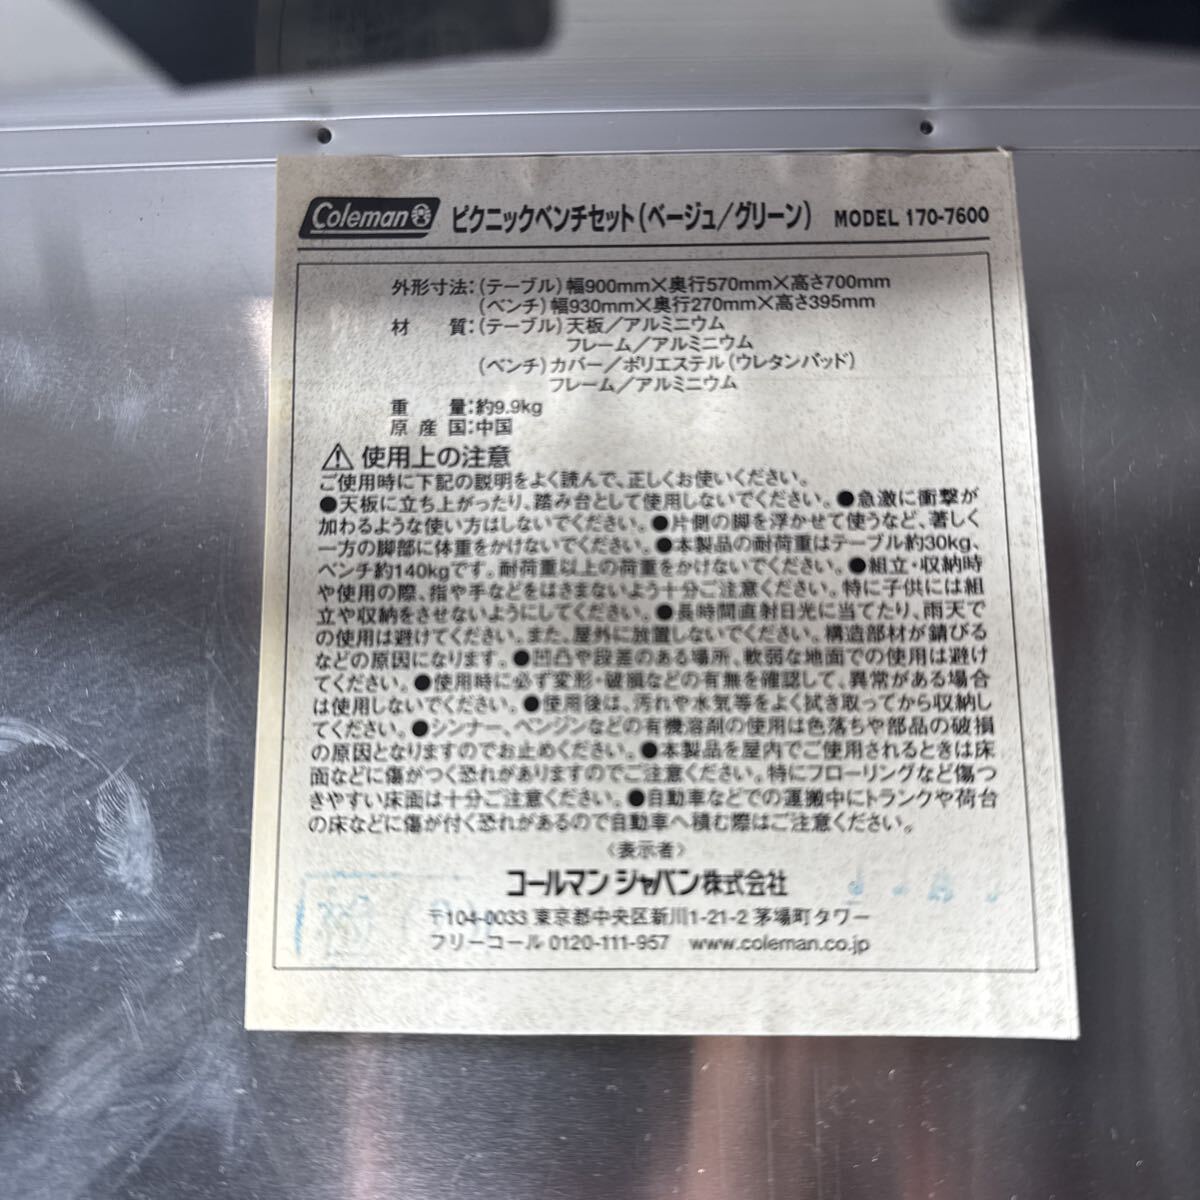 Coleman ピクニックベンチセット(ベージュ/グリーン) MODEL 170-7600
外形寸法:(テーブル)幅900mm×奥行570mm×高さ700mm
(ベンチ)幅930mm×奥行270mm×高さ395mm
材 質:(テーブル)天板/アルミニウム
フレーム/アルミニウム
(ベンチ)カバー/ポリエステル(ウレタンパッド)
フレーム/アルミニウム
重 量:約9.9kg
原 産 国:中国
使用上の注意
ご使用時に下記の説明をよく読んで、正しくお使いください。
●天板に立ち上がったり、踏み台として使用しないでください。●急激に衝撃が
加わるような使い方はしないでください。●片側の脚を浮かせて使うなど、著しく
一方の脚部に体重をかけないでください。●本製品の耐荷重はテーブル約30kg、
ベンチ約140kgです。耐荷重以上の荷重をかけないでください。●組立・収納時
や使用の際、指や手などをはさまないよう十分ご注意ください。特に子供には組
立や収納をさせないようにしてください。●長時間直射日光に当てたり、雨天で
の使用は避けてください。また、屋外に放置しないでください。構造部材が錆びる
などの原因になります。●凹凸や段差のある場所、軟弱な地面での使用は避け
てください。●使用時に必ず変形・破損などの有無を確認して、異常がある場合
は使用しないでください。●使用後は、汚れや水気等をよく拭き取ってから収納し
てください。●シンナー、ベンジンなどの有機溶剤の使用は色落ちや部品の破損
の原因となりますのでお止めください。●本製品を屋内でご使用されるときは床
面などに傷がつく恐れがありますのでご注意ください。特にフローリングなど傷つ
きやすい床面は十分ご注意ください。●自動車などでの運搬中にトランクや荷台
の床などに傷が付く恐れがあるので自動車へ積む際はご注意ください。
〈表示者〉
コールマン ジャパン株式会社
〒104-0033 東京都中央区新川1-21-2 茅場町タワー
フリーコール 0120-111-957 www.coleman.co.jp